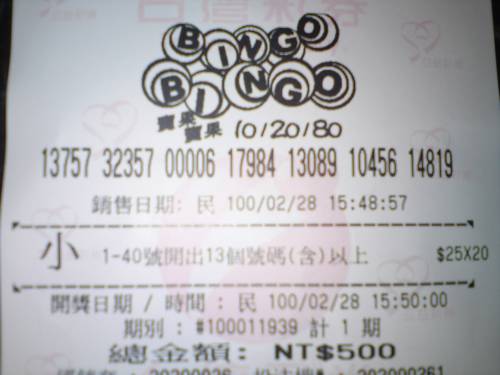 BINGO
BINGO
賓果
賓果 10/20/80
13757 32357 00006 17984 13089 10456 14819
銷售日期: 民 100/02/28 15:48:57
小 1-40號開出13個號碼(含)以上 $25X20
開獎日期 / 時間 : 民 100/02/28 15:50:00
期別 : #100011939 計 1 期
總金額: NT$500